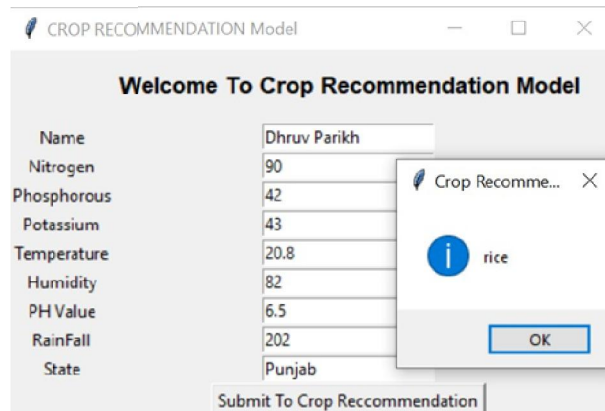 CROP RECOMMENDATION Model
Welcome To Crop Recommendation Model
Name Dhruv Parikh
Nitrogen 90
Phosphorous 42
Potassium 43
Temperature 20.8
Humidity 82
PH Value 6.5
RainFall 202
State Punjab
Submit To Crop Reccommendation
Crop Recomme...
rice
OK